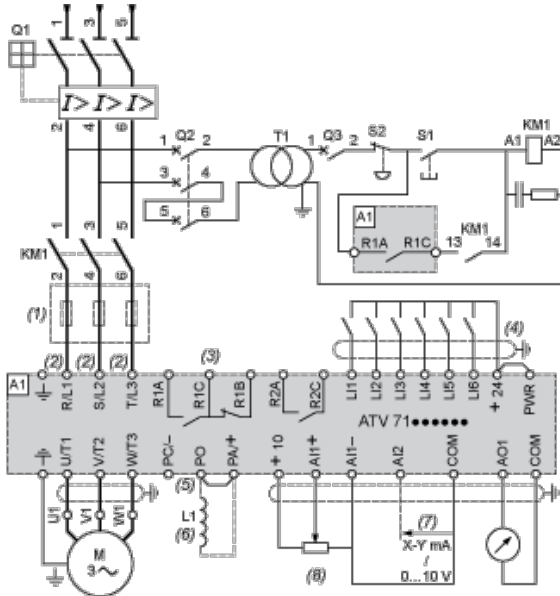 Q1
1 3 5
I> I> I>
2 4 6
Q2
1 2
3 4
5 6
T1
1 Q3 2
S2
S1
KM1
A1 A2
A1
R1A R1C
KM1
13 14
1 3 5
KM1
2 4 6
(1)
(2) (2) (2) (3) (4)
A1
R/L1 S/L2 T/L3 R1A R1C R1B R2A R2C LI1 LI2 LI3 LI4 LI5 LI6 + 24 PWR
ATV 71••••••
U/T1 V/T2 W/T3 PC/- PO PA/+ + 10 AI1+ AI1- AI2 COM AO1 COM
(5)
U1 V1 W1
L1
(6)
(7)
X-Y mA
/
0...10 V
(8)
M
3~